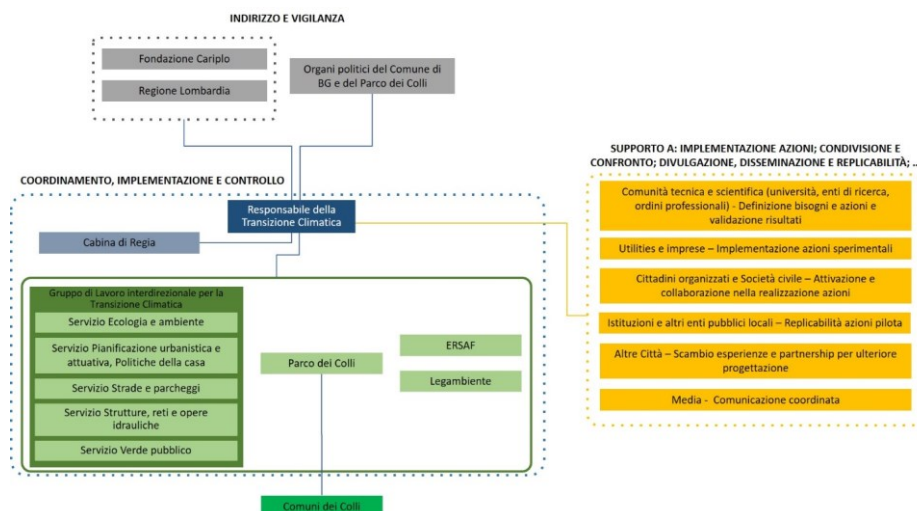 INDIRIZZO E VIGILANZA
Fondazione Cariplo
Regione Lombardia
Organi politici del Comune di
BG e del Parco dei Colli
COORDINAMENTO, IMPLEMENTAZIONE E CONTROLLO
Responsabile della
Transizione Climatica
Cabina di Regia
Gruppo di Lavoro interdirezionale per la
Transizione Climatica
Servizio Ecologia e ambiente
Servizio Pianificazione urbanistica e
attuativa, Politiche della casa
Servizio Strade e parcheggi
Servizio Strutture, reti e opere
idrauliche
Servizio Verde pubblico
Parco dei Colli
ERSAF
Legambiente
Comuni dei Colli
SUPPORTO A: IMPLEMENTAZIONE AZIONI; CONDIVISIONE E
CONFRONTO; DIVULGAZIONE, DISSEMINAZIONE E REPLICABILITÀ; ...
Comunità tecnica e scientifica (università, enti di ricerca,
ordini professionali) - Definizione bisogni e azioni e
validazione risultati
Utilities e imprese – Implementazione azioni sperimentali
Cittadini organizzati e Società civile – Attivazione e
collaborazione nella realizzazione azioni
Istituzioni e altri enti pubblici locali – Replicabilità azioni pilota
Altre Città – Scambio esperienze e partnership per ulteriore
progettazione
Media - Comunicazione coordinata